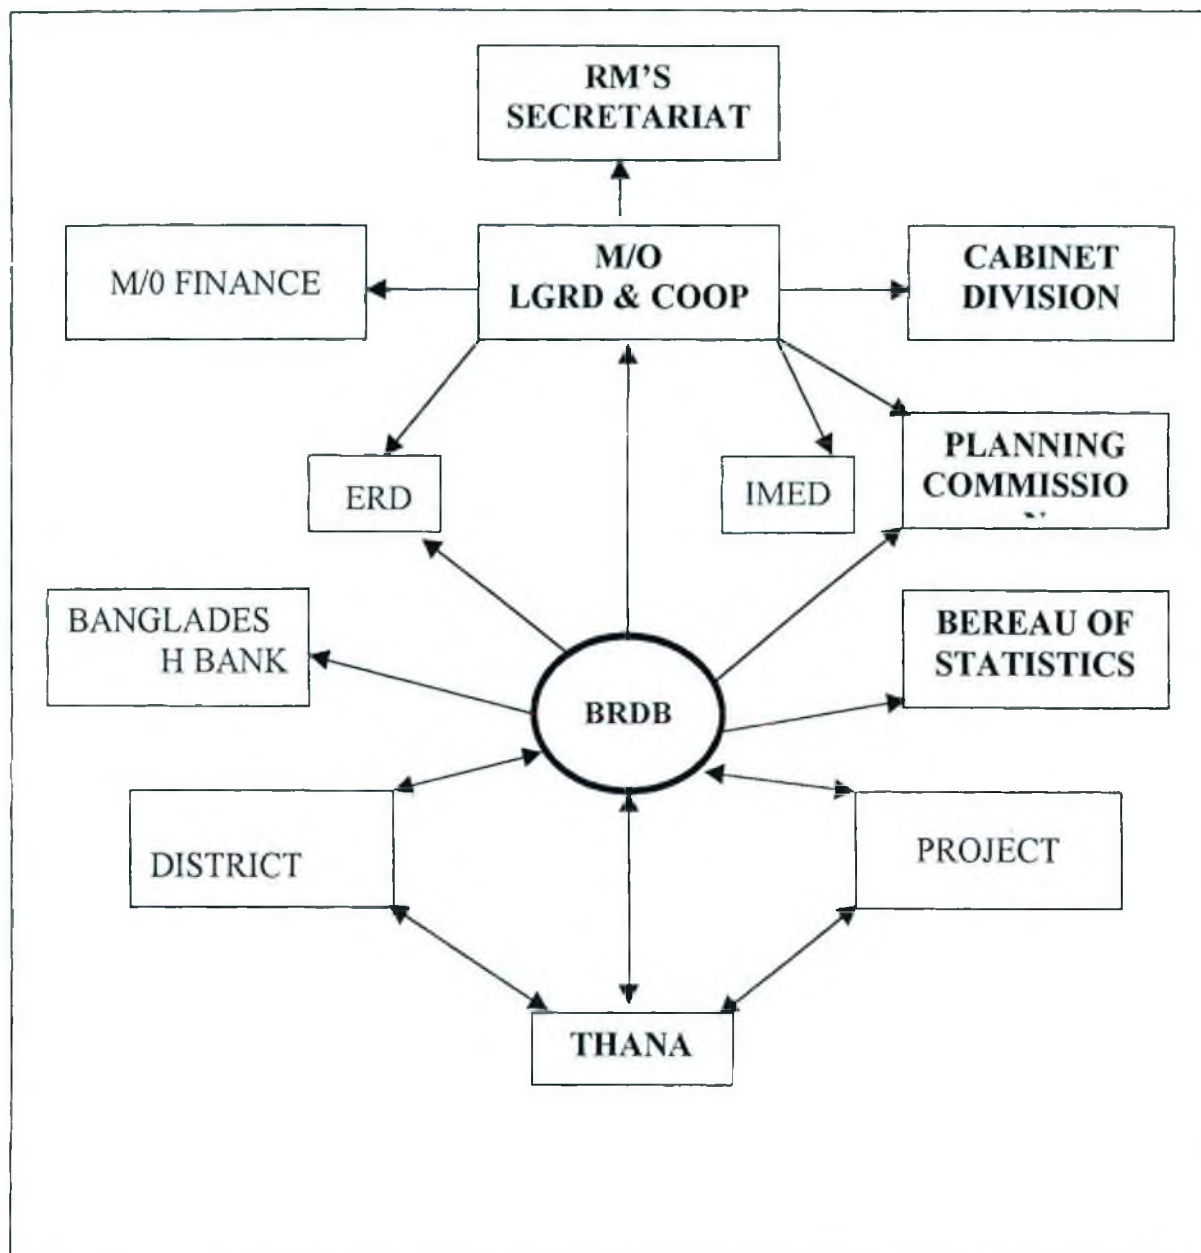 RM'S
SECRETARIAT
M/0 FINANCE
M/O
LGRD & COOP
CABINET
DIVISION
ERD
IMED
PLANNING
COMMISSIO
N
BANGLADES
H BANK
BEREAU OF
STATISTICS
BRDB
DISTRICT
PROJECT
THANA